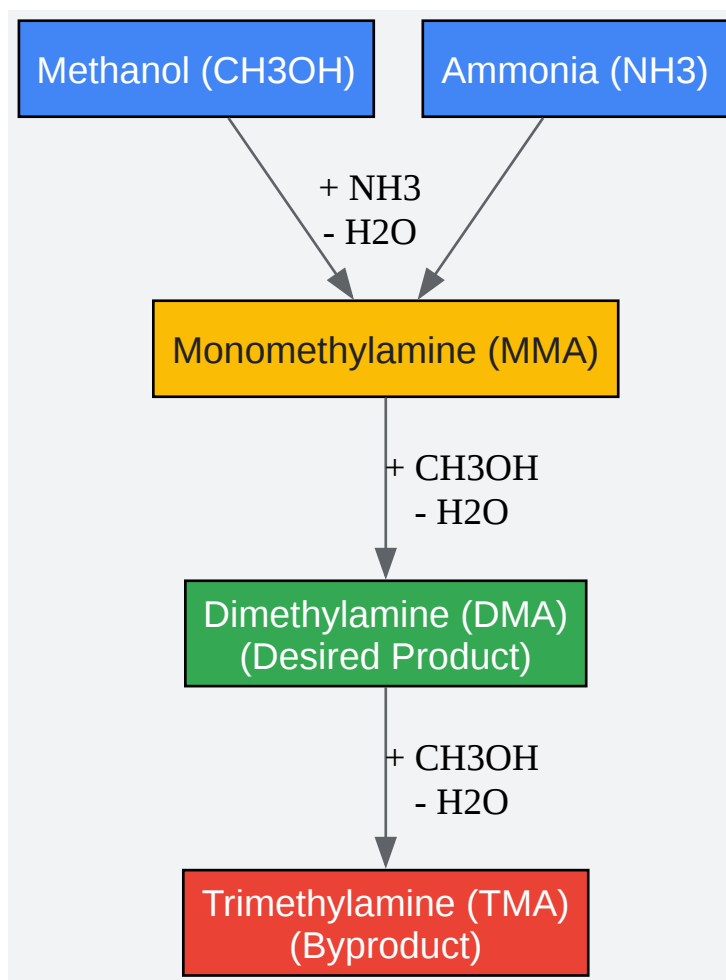 Methanol (CH3OH)
Ammonia (NH3)
+ NH3
- H2O
Monomethylamine (MMA)
+ CH3OH
- H2O
Dimethylamine (DMA)
(Desired Product)
+ CH3OH
- H2O
Trimethylamine (TMA)
(Byproduct)